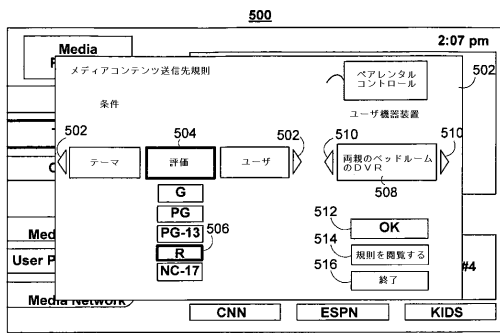 500
2:07 pm
Media
メディアコンテンツ送信先規則
ペアレンタル
コントロール
502
条件
ユーザ機器装置
502
504
502
510
510
テーマ
評価
ユーザ
両親のベッドルーム
のDVR
508
G
PG
PG-13
506
R
NC-17
512
OK
514
規則を閲覧する
516
終了
Med
User P
#4
Media Network
CNN
ESPN
KIDS